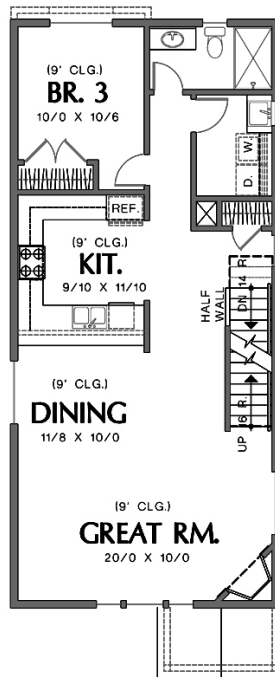 (9' CLG.)
BR. 3
10/0 X 10/6
W.
D.
REF.
(9' CLG.)
KIT.
9/10 X 11/10
HALF
WALL
DN 14 R.
UP 16 R.
(9' CLG.)
DINING
11/8 X 10/0
(9' CLG.)
GREAT RM.
20/0 X 10/0